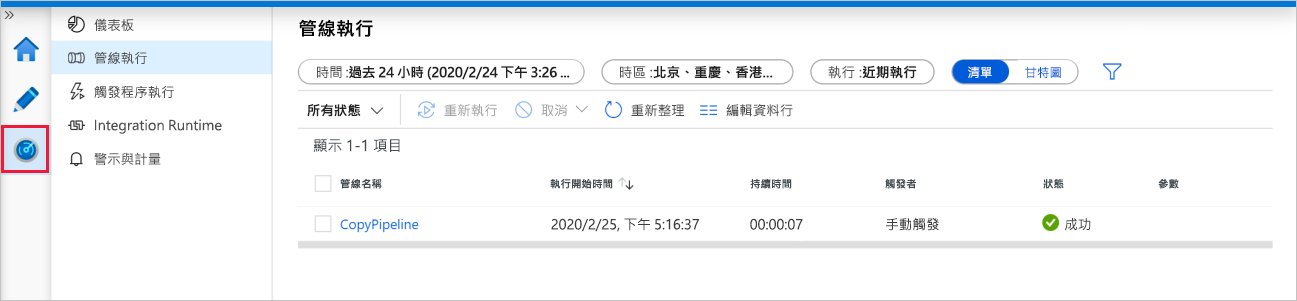 »
儀表板
管線執行
觸發程序執行
Integration Runtime
警示與計量
管線執行
時間 :過去 24 小時 (2020/2/24 下午 3:26 ... 時區 :北京、重慶、香港... 執行 :近期執行 清單 甘特圖
所有狀態 重新執行 取消 重新整理 編輯資料行
顯示 1-1 項目
管線名稱 執行開始時間 ↑↓ 持續時間 觸發者 狀態 參數
CopyPipeline 2020/2/25, 下午 5:16:37 00:00:07 手動觸發 成功